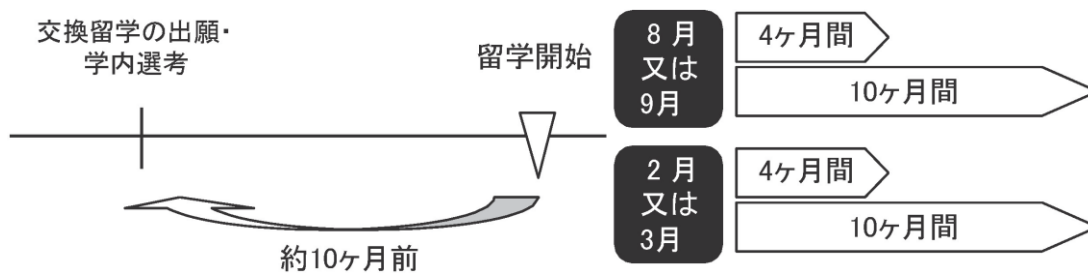 交換留学の出願・
学内選考
留学開始
約10ヶ月前
8月
又は
9月
4ヶ月間
10ヶ月間
2月
又は
3月
4ヶ月間
10ヶ月間